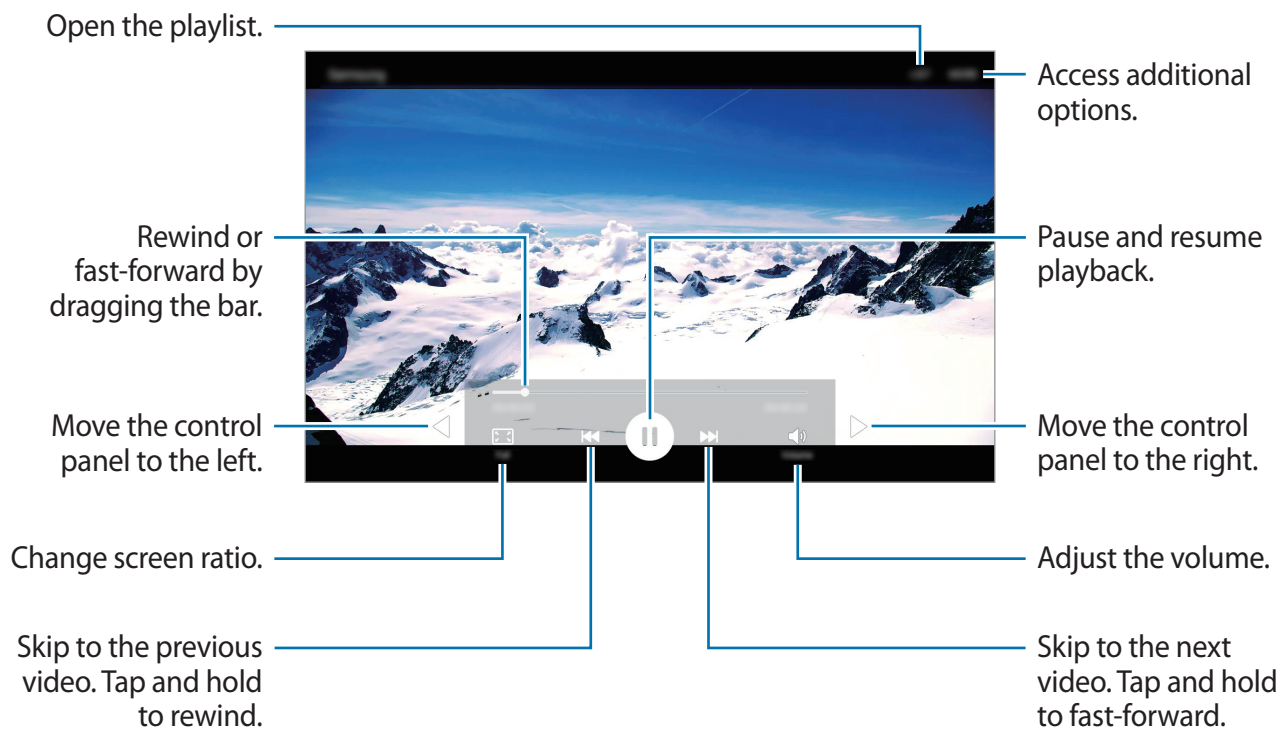 Open the playlist.
Samsung
Access additional
options.
Rewind or
fast-forward by
dragging the bar.
Pause and resume
playback.
Move the control
panel to the left.
Move the control
panel to the right.
Full
Volume
Change screen ratio.
Adjust the volume.
Skip to the previous
video. Tap and hold
to rewind.
Skip to the next
video. Tap and hold
to fast-forward.